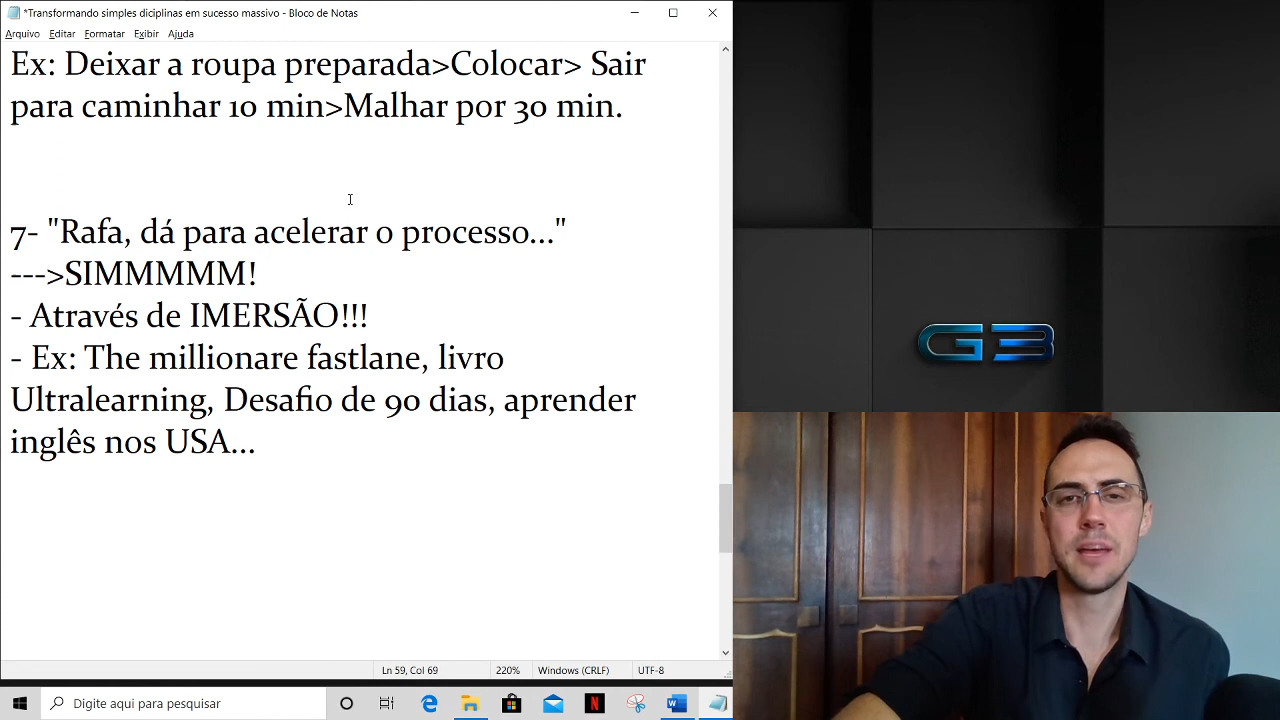 *Transformando simples diciplinas em sucesso massivo - Bloco de Notas
Arquivo Editar Formatar Exibir Ajuda
Ex: Deixar a roupa preparada>Colocar> Sair
para caminhar 10 min>Malhar por 30 min.
7- "Rafa, dá para acelerar o processo..."
--->SIMMMMM!
- Através de IMERSÃO!!!
- Ex: The millionare fastlane, livro
Ultralearning, Desafio de 90 dias, aprender
inglês nos USA...
G3
Ln 59, Col 69 220% Windows (CRLF) UTF-8
Digite aqui para pesquisar